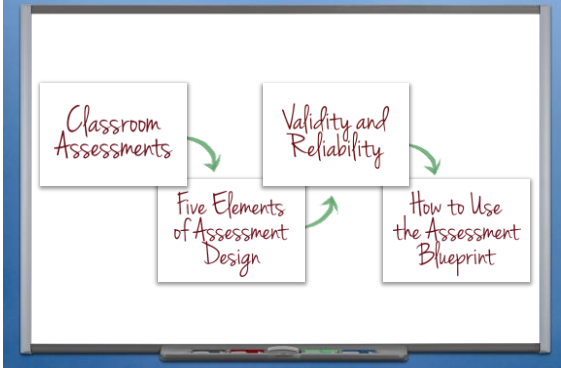 Classroom
Assessments
Five Elements
of Assessment
Design
Validity and
Reliability
How to Use
the Assessment
Blueprint